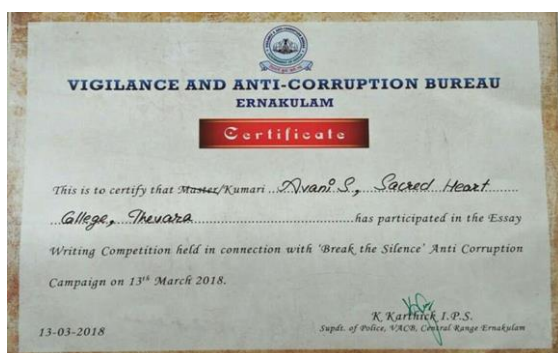 VIGILANCE AND ANTI-CORRUPTION BUREAU
ERNAKULAM
Certificate
This is to certify that Master/Kumari Avani S., Sacred Heart
College, Thevara has participated in the Essay
Writing Competition held in connection with 'Break the Silence' Anti Corruption
Campaign on 13th March 2018.
K Karthick I.P.S.
13-03-2018 Supdt. of Police, VACB, Central Range Ernakulam